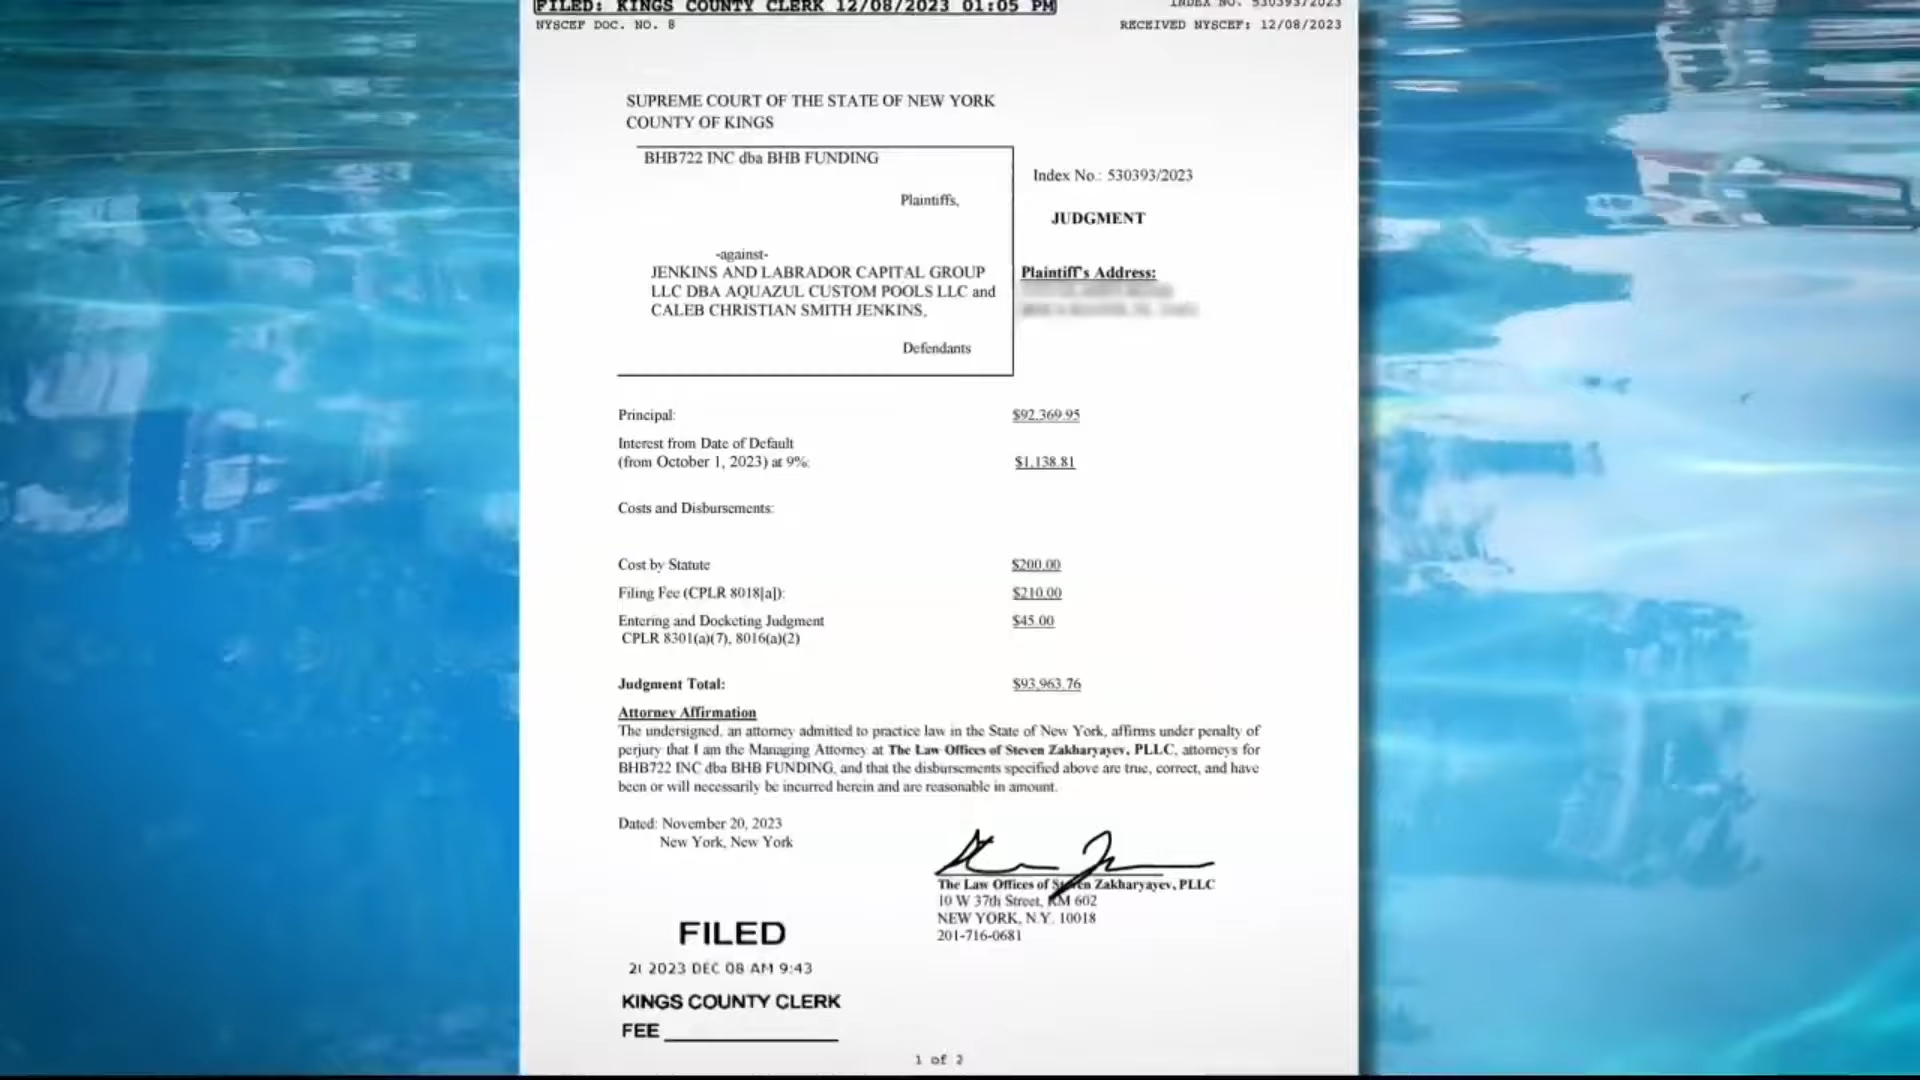 FILED: KINGS COUNTY CLERK 12/08/2023 01:05 PM
INDEX NO. 530393/2023
NYSCEF DOC. NO. 8
RECEIVED NYSCEF: 12/08/2023
SUPREME COURT OF THE STATE OF NEW YORK
COUNTY OF KINGS
BHB722 INC dba BHB FUNDING
Plaintiffs,
-against-
JENKINS AND LABRADOR CAPITAL GROUP
LLC DBA AQUAZUL CUSTOM POOLS LLC and
CALEB CHRISTIAN SMITH JENKINS,
Defendants
Index No.: 530393/2023
JUDGMENT
Plaintiff's Address:
Principal: $92,369.95
Interest from Date of Default
(from October 1, 2023) at 9%: $1,138.81
Costs and Disbursements:
Cost by Statute $200.00
Filing Fee (CPLR 8018[a]): $210.00
Entering and Docketing Judgment $45.00
CPLR 8301(a)(7), 8016(a)(2)
Judgment Total: $93,963.76
Attorney Affirmation
The undersigned, an attorney admitted to practice law in the State of New York, affirms under penalty of
perjury that I am the Managing Attorney at The Law Offices of Steven Zakharyayev, PLLC, attorneys for
BHB722 INC dba BHB FUNDING, and that the disbursements specified above are true, correct, and have
been or will necessarily be incurred herein and are reasonable in amount.
Dated: November 20, 2023
New York, New York
The Law Offices of Steven Zakharyayev, PLLC
10 W 37th Street, RM 602
NEW YORK, N.Y. 10018
201-716-0681
FILED
2023 DEC 08 AM 9:43
KINGS COUNTY CLERK
FEE
1 of 2